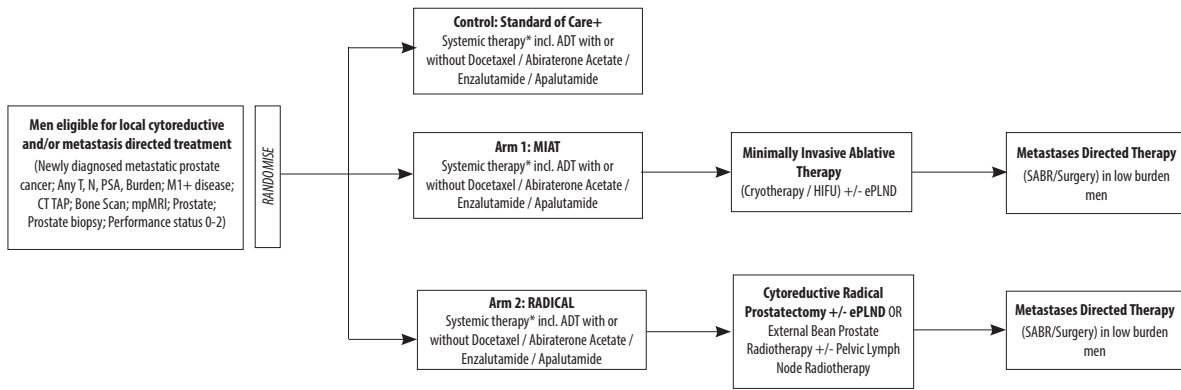 Men eligible for local cytoreductive
and/or metastasis directed treatment
(Newly diagnosed metastatic prostate
cancer; Any T, N, PSA, Burden; M1+ disease;
CT TAP; Bone Scan; mpMRI; Prostate;
Prostate biopsy; Performance status 0-2)
RANDOMISE
Control: Standard of Care+
Systemic therapy* incl. ADT with or
without Docetaxel / Abiraterone Acetate /
Enzalutamide / Apalutamide
Arm 1: MIAT
Systemic therapy* incl. ADT with or
without Docetaxel / Abiraterone Acetate /
Enzalutamide / Apalutamide
Minimally Invasive Ablative
Therapy
(Cryotherapy / HIFU) +/- ePLND
Metastases Directed Therapy
(SABR/Surgery) in low burden
men
Arm 2: RADICAL
Systemic therapy* incl. ADT with or
without Docetaxel / Abiraterone Acetate /
Enzalutamide / Apalutamide
Cytoreductive Radical
Prostatectomy +/- ePLND OR
External Bean Prostate
Radiotherapy +/- Pelvic Lymph
Node Radiotherapy
Metastases Directed Therapy
(SABR/Surgery) in low burden
men